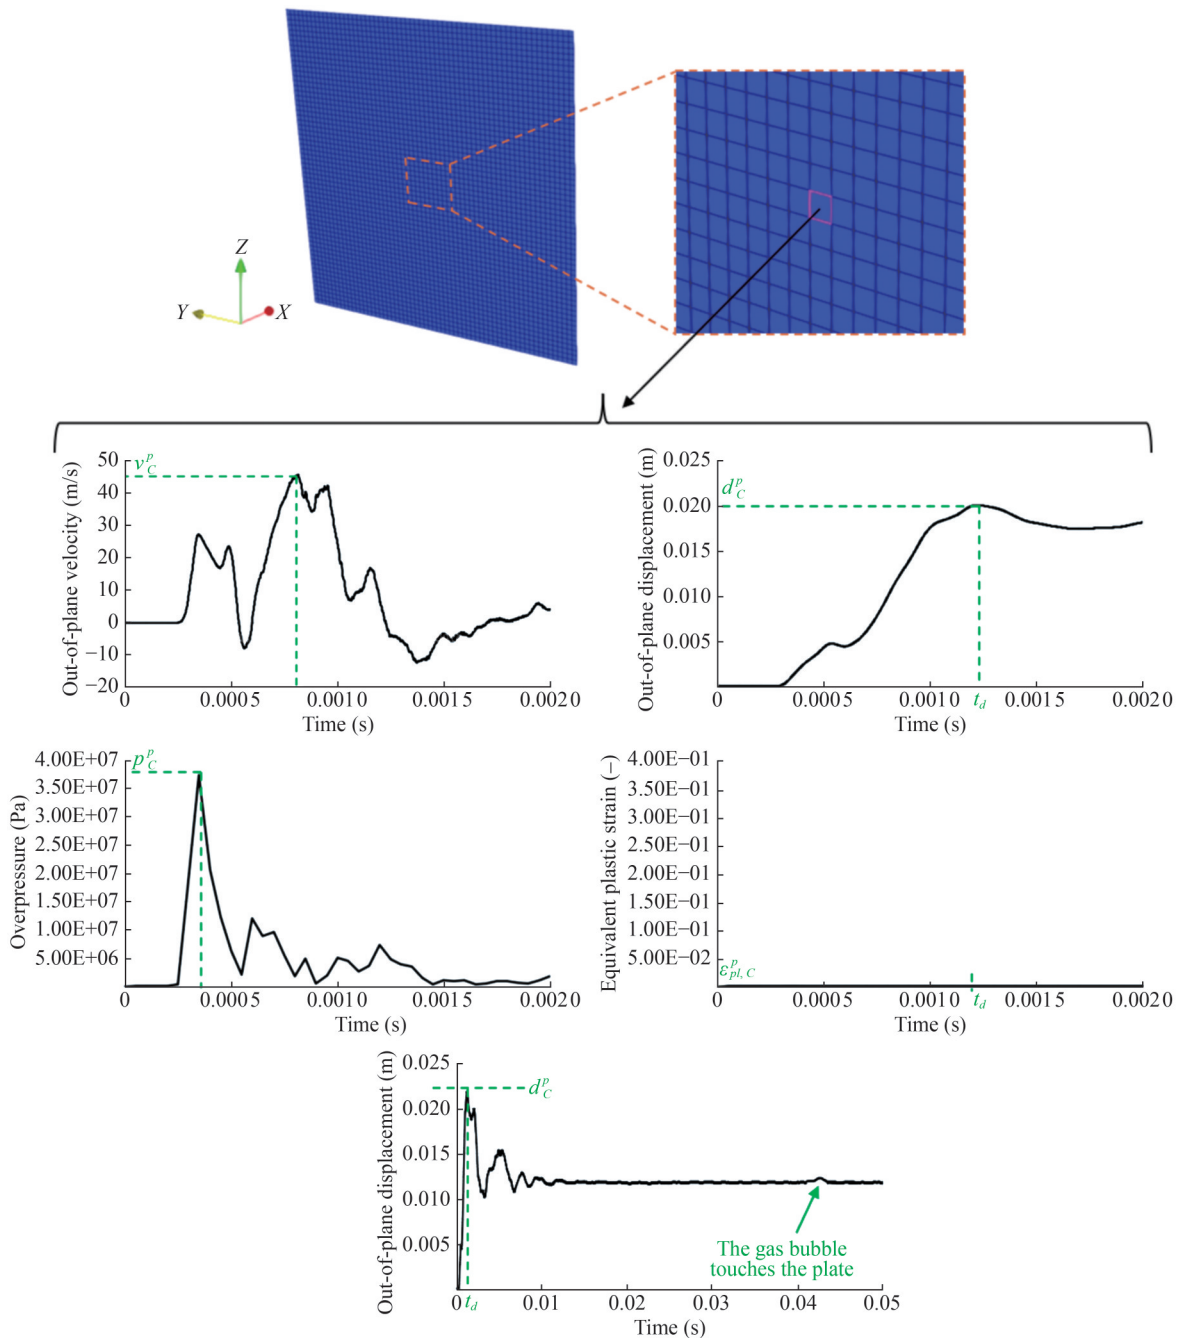 Z
Y
X
Out-of-plane velocity (m/s)
50
40
30
20
10
0
−10
−20
v_C^p
0
0.0005
0.0010
0.0015
0.0020
Time (s)
Out-of-plane displacement (m)
0.025
0.020
0.015
0.010
0.005
d_C^p
0
0.0005
0.0010
t_d
0.0015
0.0020
Time (s)
Overpressure (Pa)
4.00E+07
3.50E+07
3.00E+07
2.50E+07
2.00E+07
1.50E+07
1.00E+07
5.00E+06
p_C^p
0
0.0005
0.0010
0.0015
0.0020
Time (s)
Equivalent plastic strain (−)
4.00E−01
3.50E−01
3.00E−01
2.50E−01
2.00E−01
1.50E−01
1.00E−01
5.00E−02
ε_{pl, C}^p
0
0.0005
0.0010
t_d
0.0015
0.0020
Time (s)
Out-of-plane displacement (m)
0.025
0.020
0.015
0.010
0.005
d_C^p
The gas bubble
touches the plate
0
t_d
0.01
0.02
0.03
0.04
0.05
Time (s)